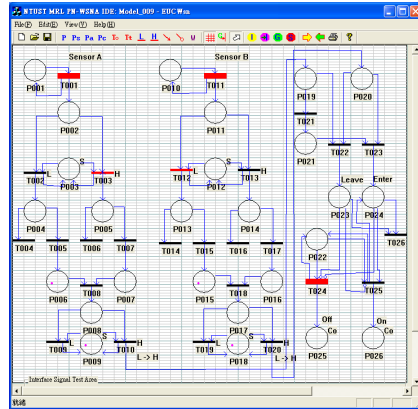 NTUST MRL PN-WSNA IDE: Model_009 - EUCWsn
File(F) Edit(E) View(V) Help(H)
P Ps Pa Pc Tc Tt L H U I G
Sensor A Sensor B
P001 T001 P010 T011 P019 P020
P002 P011 T021
P021 T022 T023
T002 L P003 S T003 H T012 L P012 S T013 H
Leave Enter
P023 P024
P004 P005 P013 P014
T004 T005 T006 T007 T014 T015 T016 T017 P022 T026
P006 T008 P007 P015 T018 P016 T024 T025
P008 P017
Off On
T009 L P009 S T010 H T019 L P018 S T020 H Co Co
L -> H L -> H P025 P026
Interface Signal Test Area
就緒